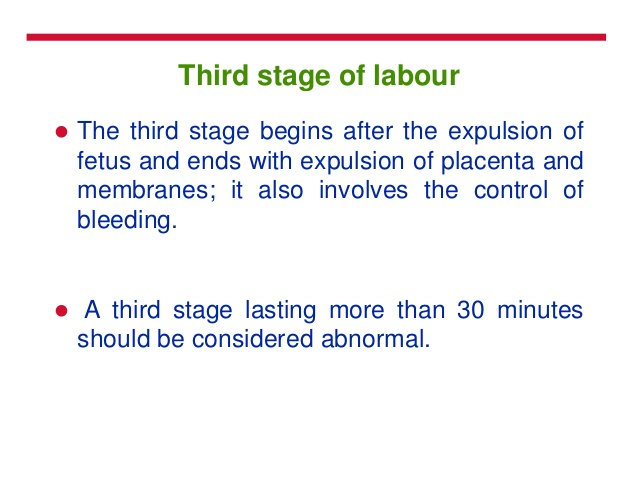 Third stage of labour
● The third stage begins after the expulsion of
fetus and ends with expulsion of placenta and
membranes; it also involves the control of
bleeding.
● A third stage lasting more than 30 minutes
should be considered abnormal.